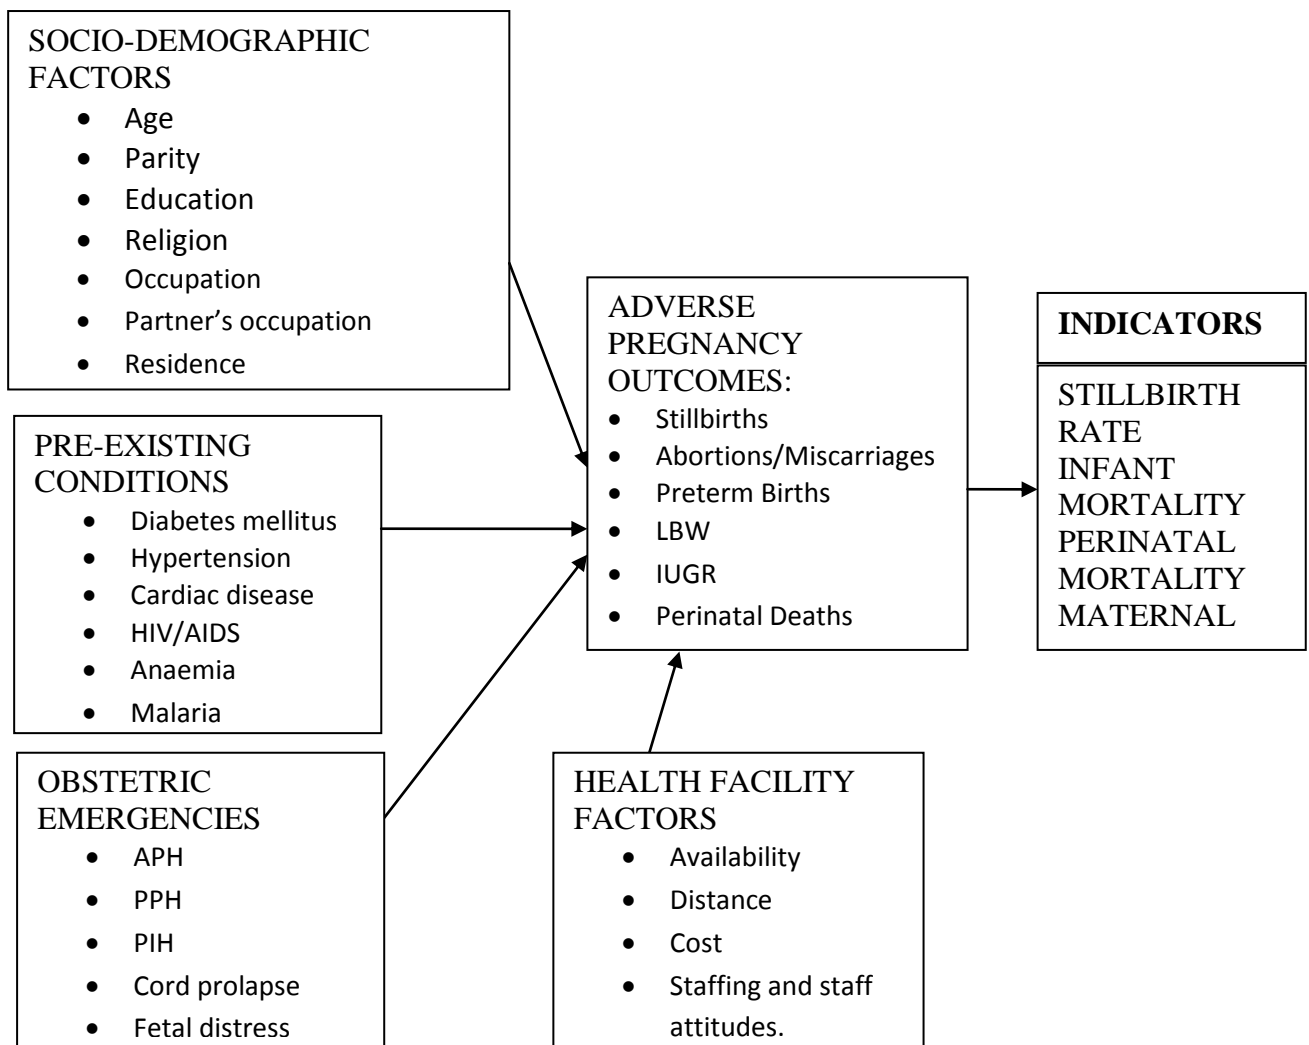 SOCIO-DEMOGRAPHIC
FACTORS
• Age
• Parity
• Education
• Religion
• Occupation
• Partner’s occupation
• Residence
PRE-EXISTING
CONDITIONS
• Diabetes mellitus
• Hypertension
• Cardiac disease
• HIV/AIDS
• Anaemia
• Malaria
OBSTETRIC
EMERGENCIES
• APH
• PPH
• PIH
• Cord prolapse
• Fetal distress
ADVERSE
PREGNANCY
OUTCOMES:
• Stillbirths
• Abortions/Miscarriages
• Preterm Births
• LBW
• IUGR
• Perinatal Deaths
HEALTH FACILITY
FACTORS
• Availability
• Distance
• Cost
• Staffing and staff
attitudes.
INDICATORS
STILLBIRTH
RATE
INFANT
MORTALITY
PERINATAL
MORTALITY
MATERNAL